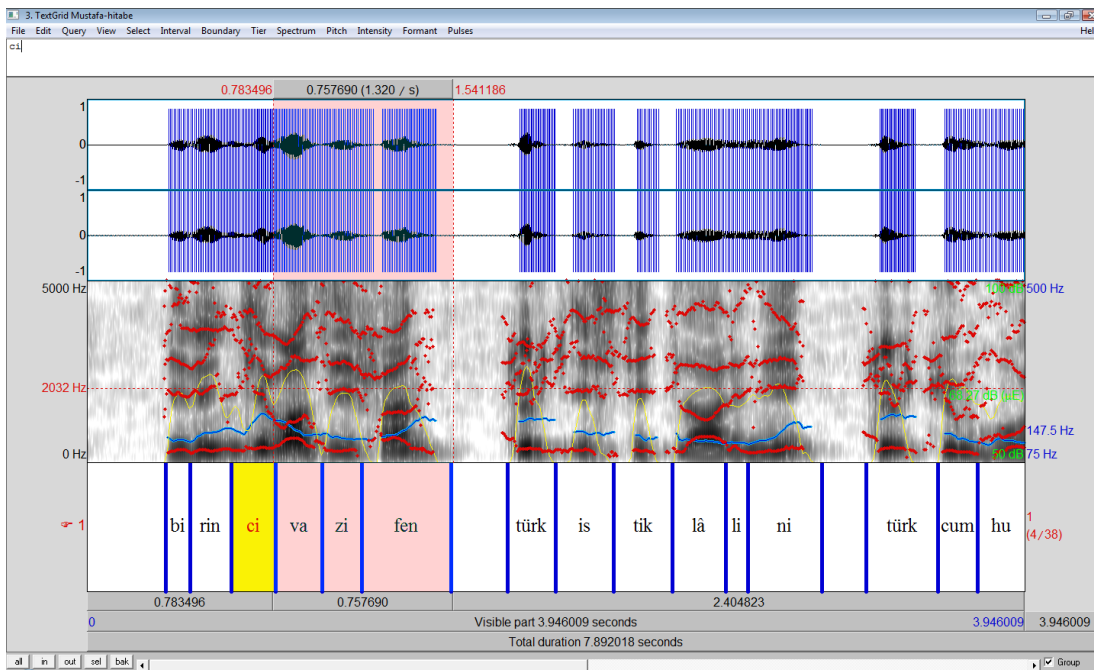 3. TextGrid Mustafa-hitabe
File Edit Query View Select Interval Boundary Tier Spectrum Pitch Intensity Formant Pulses Hel
ci
0.783496 0.757690 (1.320 / s) 1.541186
1
0
-1
1
0
-1
5000 Hz 500 Hz
2032 Hz
147.5 Hz
0 Hz 50 dB 75 Hz
1 bi rin ci va zi fen türk is tik lâ li ni türk cum hu 1
(4/38)
0.783496 0.757690 2.404823
0 Visible part 3.946009 seconds 3.946009 3.946009
Total duration 7.892018 seconds
all in out sel bak Group